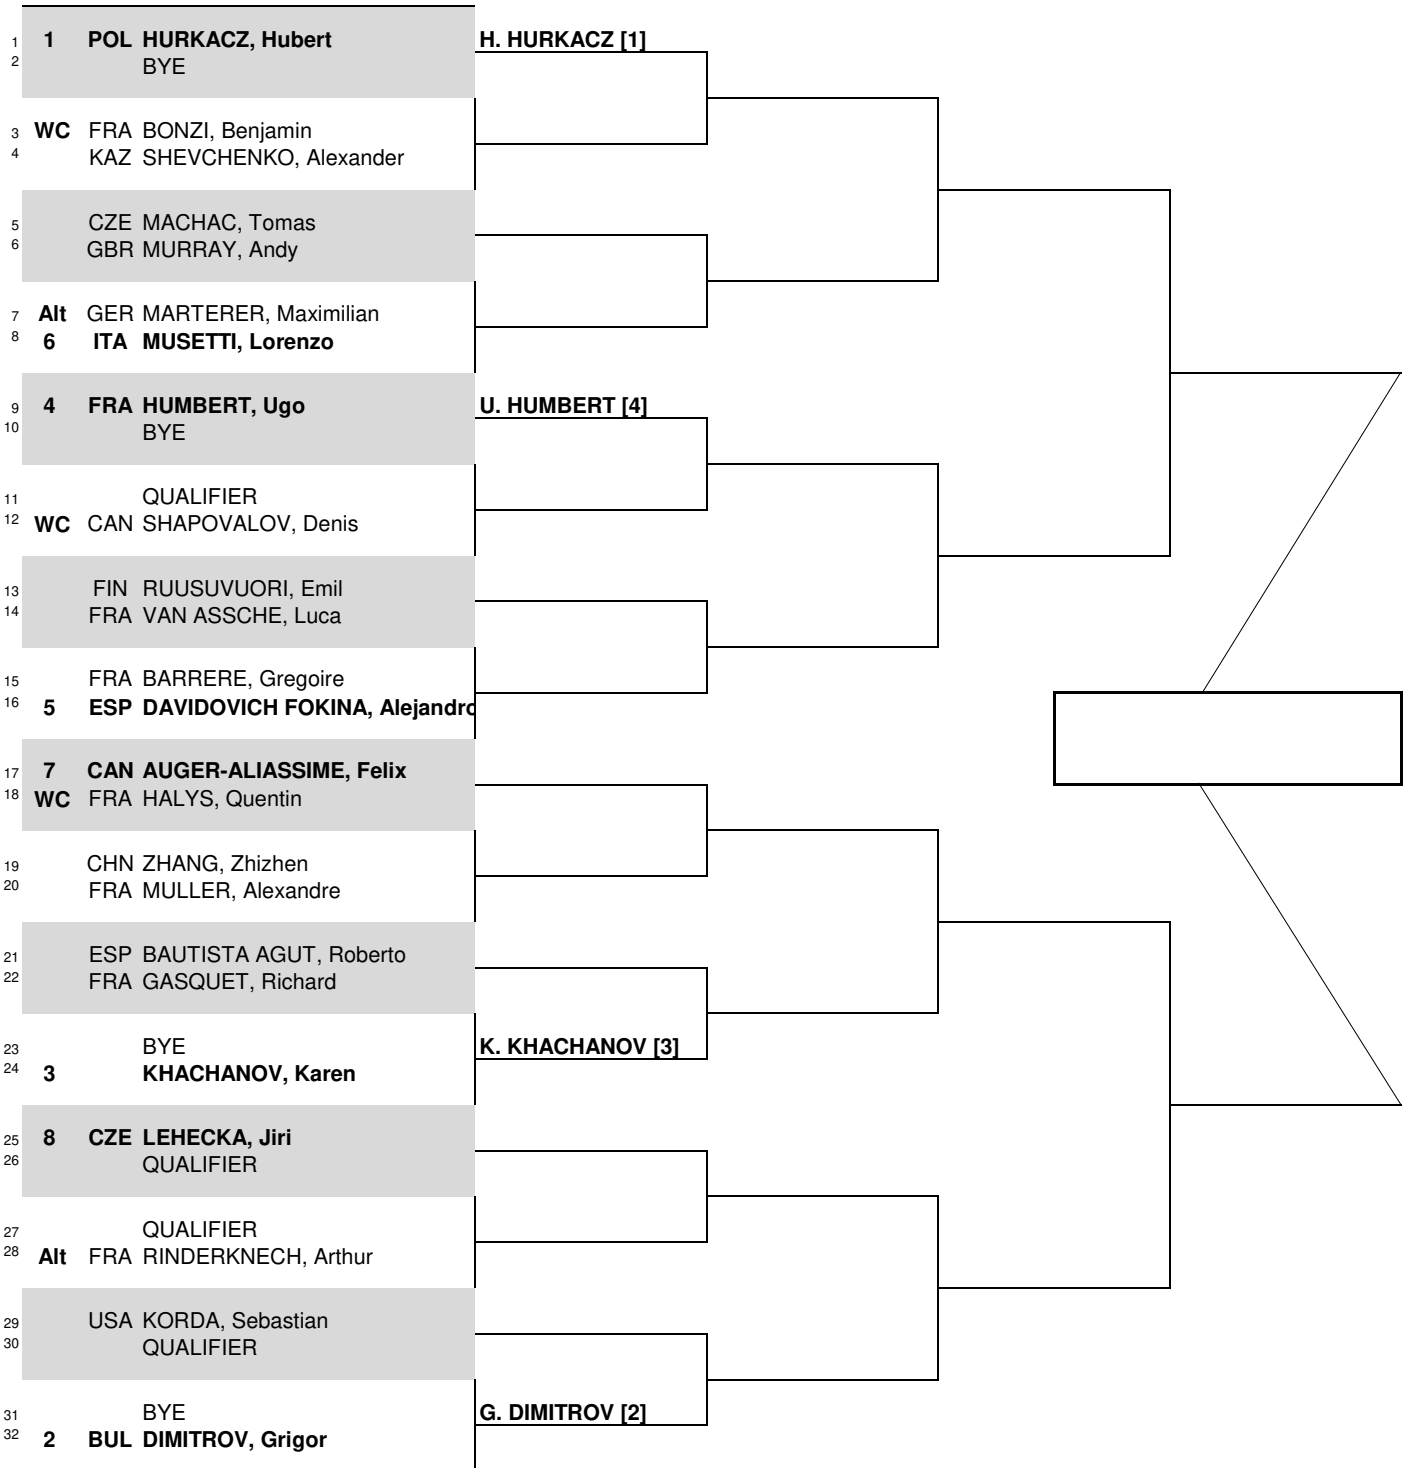 1 1 POL HURKACZ, Hubert H. HURKACZ [1]
2 BYE
3 WC FRA BONZI, Benjamin
4 KAZ SHEVCHENKO, Alexander
5 CZE MACHAC, Tomas
6 GBR MURRAY, Andy
7 Alt GER MARTERER, Maximilian
8 6 ITA MUSETTI, Lorenzo
9 4 FRA HUMBERT, Ugo U. HUMBERT [4]
10 BYE
11 QUALIFIER
12 WC CAN SHAPOVALOV, Denis
13 FIN RUUSUVUORI, Emil
14 FRA VAN ASSCHE, Luca
15 FRA BARRERE, Gregoire
16 5 ESP DAVIDOVICH FOKINA, Alejandro
17 7 CAN AUGER-ALIASSIME, Felix
18 WC FRA HALYS, Quentin
19 CHN ZHANG, Zhizhen
20 FRA MULLER, Alexandre
21 ESP BAUTISTA AGUT, Roberto
22 FRA GASQUET, Richard
23 BYE K. KHACHANOV [3]
24 3 KHACHANOV, Karen
25 8 CZE LEHECKA, Jiri
26 QUALIFIER
27 QUALIFIER
28 Alt FRA RINDERKNECH, Arthur
29 USA KORDA, Sebastian
30 QUALIFIER
31 BYE G. DIMITROV [2]
32 2 BUL DIMITROV, Grigor